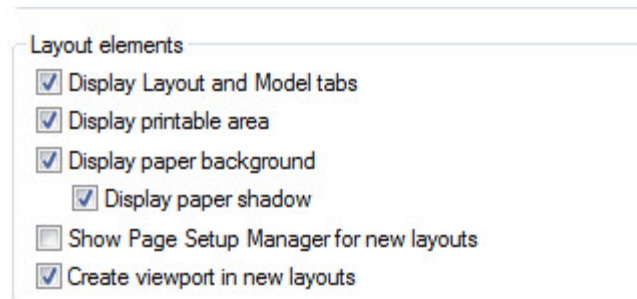 Layout elements
Display Layout and Model tabs
Display printable area
Display paper background
Display paper shadow
Show Page Setup Manager for new layouts
Create viewport in new layouts